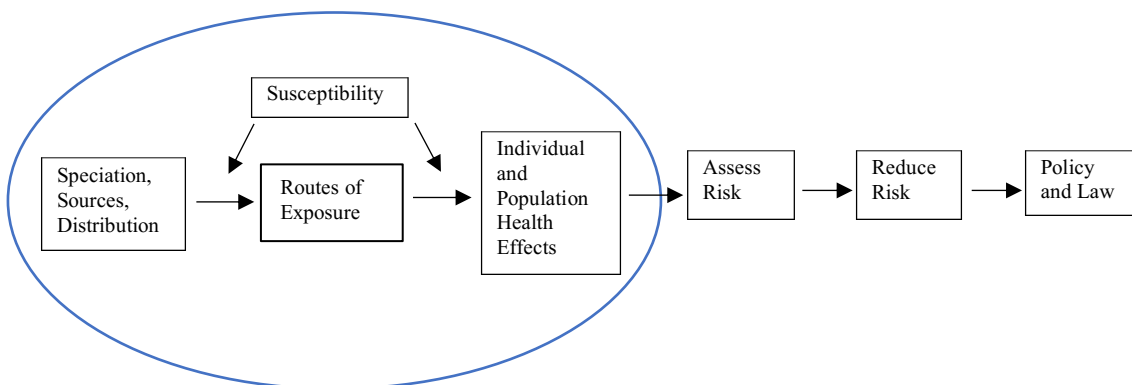 Susceptibility
Speciation,
Sources,
Distribution
Routes of
Exposure
Individual
and
Population
Health
Effects
Assess
Risk
Reduce
Risk
Policy
and Law